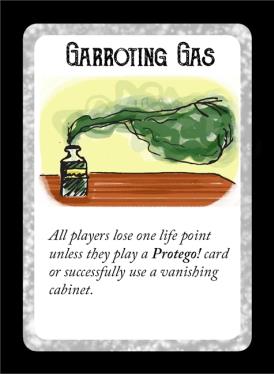 Garroting Gas
All players lose one life point
unless they play a Protego! card
or successfully use a vanishing
cabinet.